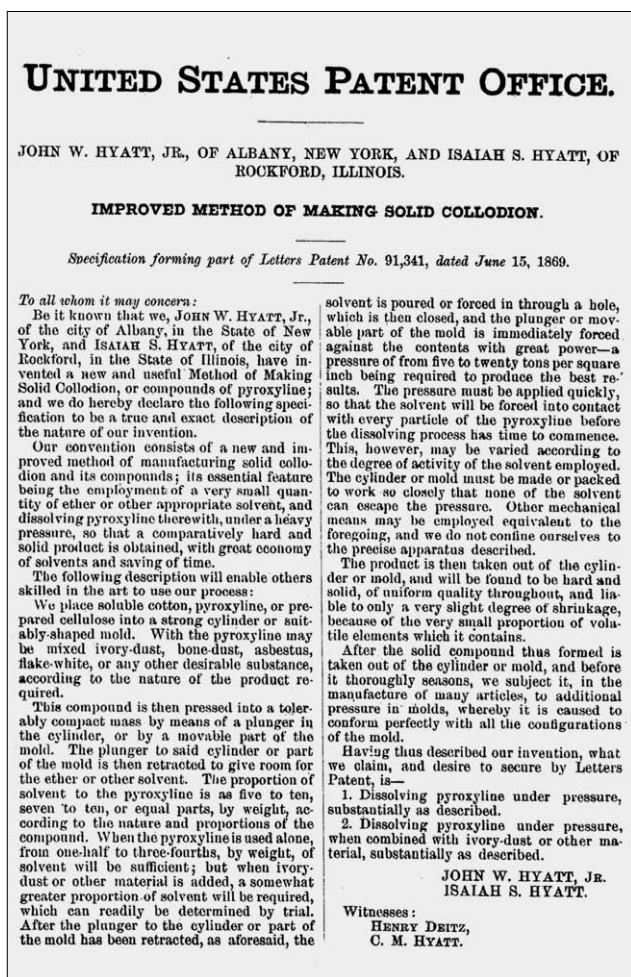 UNITED STATES PATENT OFFICE.
JOHN W. HYATT, JR., OF ALBANY, NEW YORK, AND ISAIAH S. HYATT, OF
ROCKFORD, ILLINOIS.
IMPROVED METHOD OF MAKING SOLID COLLODION.
Specification forming part of Letters Patent No. 91,341, dated June 15, 1869.
To all whom it may concern:
Be it known that we, JOHN W. HYATT, Jr.,
of the city of Albany, in the State of New
York, and ISAIAH S. HYATT, of the city of
Rockford, in the State of Illinois, have in-
vented a new and useful Method of Making
Solid Collodion, or compounds of pyroxyline;
and we do hereby declare the following speci-
fication to be a true and exact description of
the nature of our invention.
Our convention consists of a new and im-
proved method of manufacturing solid collo-
dion and its compounds; its essential feature
being the employment of a very small quan-
tity of ether or other appropriate solvent, and
dissolving pyroxyline therewith, under a heavy
pressure, so that a comparatively hard and
solid product is obtained, with great economy
of solvents and saving of time.
The following description will enable others
skilled in the art to use our process:
We place soluble cotton, pyroxyline, or pre-
pared cellulose into a strong cylinder or suit-
ably-shaped mold. With the pyroxyline may
be mixed ivory-dust, bone-dust, asbestus,
flake-white, or any other desirable substance,
according to the nature of the product re-
quired.
This compound is then pressed into a toler-
ably compact mass by means of a plunger in
the cylinder, or by a movable part of the
mold. The plunger to said cylinder or part
of the mold is then retracted to give room for
the ether or other solvent. The proportion of
solvent to the pyroxyline is as five to ten,
seven to ten, or equal parts, by weight, ac-
cording to the nature and proportions of the
compound. When the pyroxyline is used alone,
from one-half to three-fourths, by weight, of
solvent will be sufficient; but when ivory-
dust or other material is added, a somewhat
greater proportion of solvent will be required,
which can readily be determined by trial.
After the plunger to the cylinder or part of
the mold has been retracted, as aforesaid, the
solvent is poured or forced in through a hole,
which is then closed, and the plunger or mov-
able part of the mold is immediately forced
against the contents with great power—a
pressure of from five to twenty tons per square
inch being required to produce the best re-
sults. The pressure must be applied quickly,
so that the solvent will be forced into contact
with every particle of the pyroxyline before
the dissolving process has time to commence.
This, however, may be varied according to
the degree of activity of the solvent employed.
The cylinder or mold must be made or packed
to work so closely that none of the solvent
can escape the pressure. Other mechanical
means may be employed equivalent to the
foregoing, and we do not confine ourselves to
the precise apparatus described.
The product is then taken out of the cylin-
der or mold, and will be found to be hard and
solid, of uniform quality throughout, and lia-
ble to only a very slight degree of shrinkage,
because of the very small proportion of vola-
tile elements which it contains.
After the solid compound thus formed is
taken out of the cylinder or mold, and before
it thoroughly seasons, we subject it, in the
manufacture of many articles, to additional
pressure in molds, whereby it is caused to
conform perfectly with all the configurations
of the mold.
Having thus described our invention, what
we claim, and desire to secure by Letters
Patent, is—
1. Dissolving pyroxyline under pressure,
substantially as described.
2. Dissolving pyroxyline under pressure,
when combined with ivory-dust or other ma-
terial, substantially as described.
JOHN W. HYATT, JR.
ISAIAH S. HYATT.
Witnesses:
HENRY DEITZ,
C. M. HYATT.